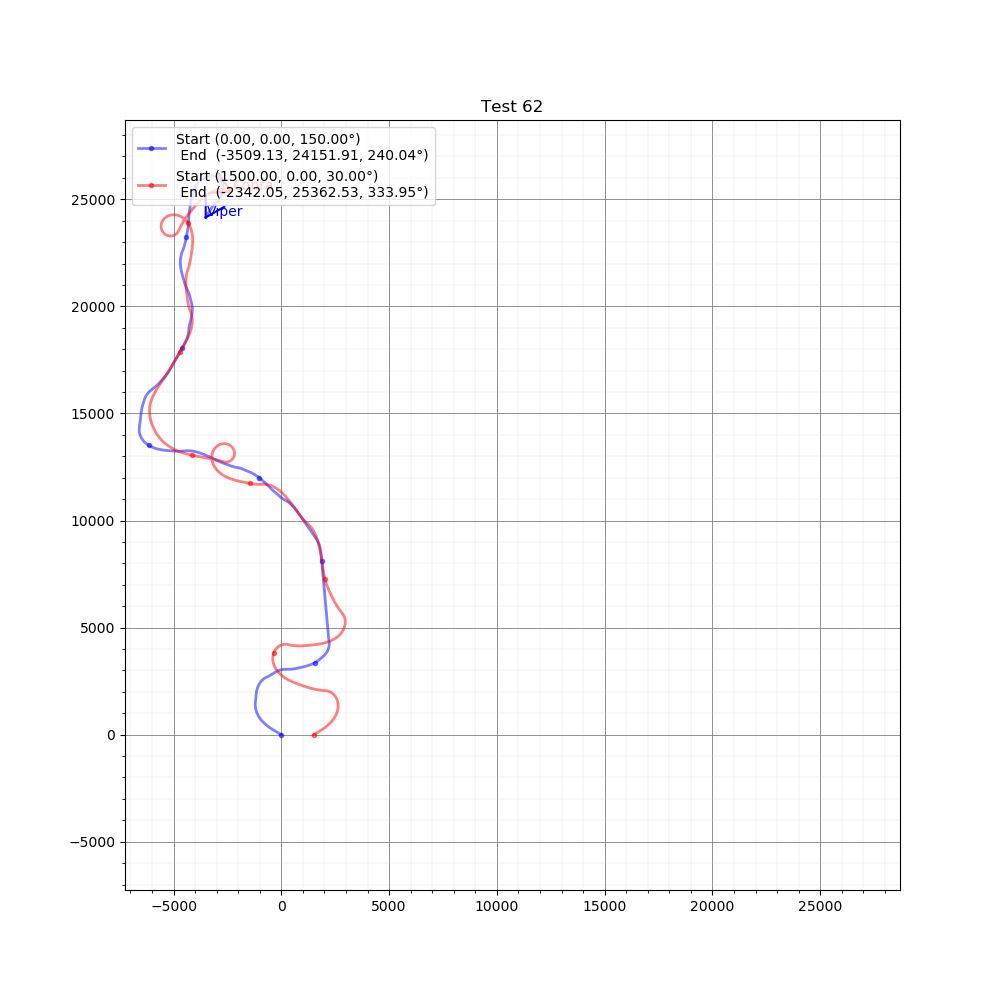 Test 62
Start (0.00, 0.00, 150.00°)
End (-3509.13, 24151.91, 240.04°)
Start (1500.00, 0.00, 30.00°)
End (-2342.05, 25362.53, 333.95°)
Viper
25000
20000
15000
10000
5000
0
−5000
−5000 0 5000 10000 15000 20000 25000